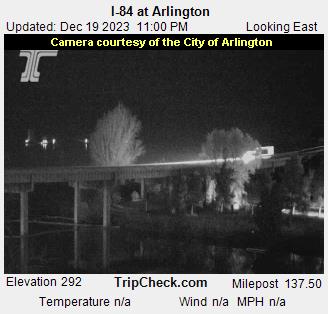 I-84 at Arlington
Updated: Dec 19 2023 11:00 PM Looking East
Camera courtesy of the City of Arlington
Elevation 292 TripCheck.com Milepost 137.50
Temperature n/a Wind n/a MPH n/a